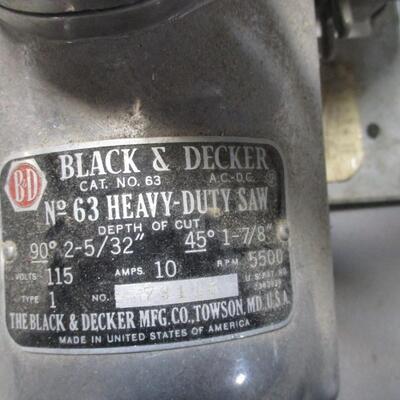 B&D
BLACK & DECKER
CAT. NO. 63 A.C.-D.C.
Nº 63 HEAVY-DUTY SAW
DEPTH OF CUT
90° 2-5/32" 45° 1-7/8"
VOLTS 115 AMPS. 10 R.P.M. 5500
TYPE 1 NO. U.S. PAT. NO.
THE BLACK & DECKER MFG. CO., TOWSON, MD. U.S.A.
MADE IN UNITED STATES OF AMERICA